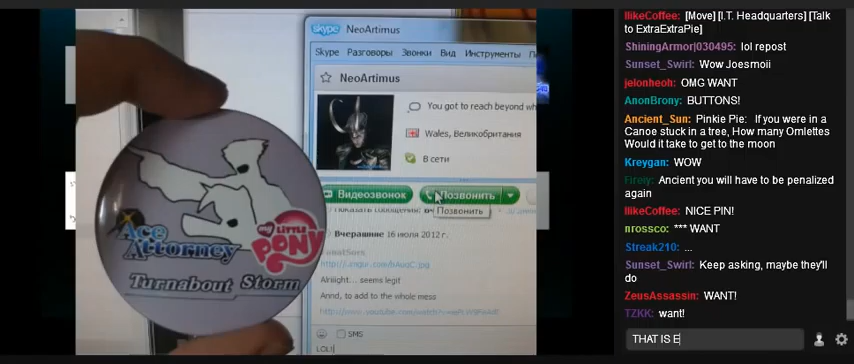 skype NeoArtimus
Skype Разговоры Звонки Вид Инструменты
NeoArtimus
You got to reach beyond
Wales, Великобритания
В сети
Видеозвонок
Позвонить
Позвонить
Показать сообщения:
Вчерашние 16 июля 2012 г.
Alriiight... seems legit
Annd, to add to the whole mess
SMS
LOL!
Ace
Attorney
my LITTLE
PONY
Turnabout Storm
IlikeCoffee: [Move] [I.T. Headquarters] [Talk
to ExtraExtraPie]
ShiningArmor|030495: lol repost
Sunset_Swirl: Wow Joesmoii
jelonheoh: OMG WANT
AnonBrony: BUTTONS!
Ancient_Sun: Pinkie Pie: If you were in a
Canoe stuck in a tree, How many Omlettes
Would it take to get to the moon
Kreygan: WOW
Firely: Ancient you will have to be penalized
again
IlikeCoffee: NICE PIN!
nrossco: *** WANT
Streak210: ...
Sunset_Swirl: Keep asking, maybe they'll
do
ZeusAssassin: WANT!
TZKK: want!
THAT IS E